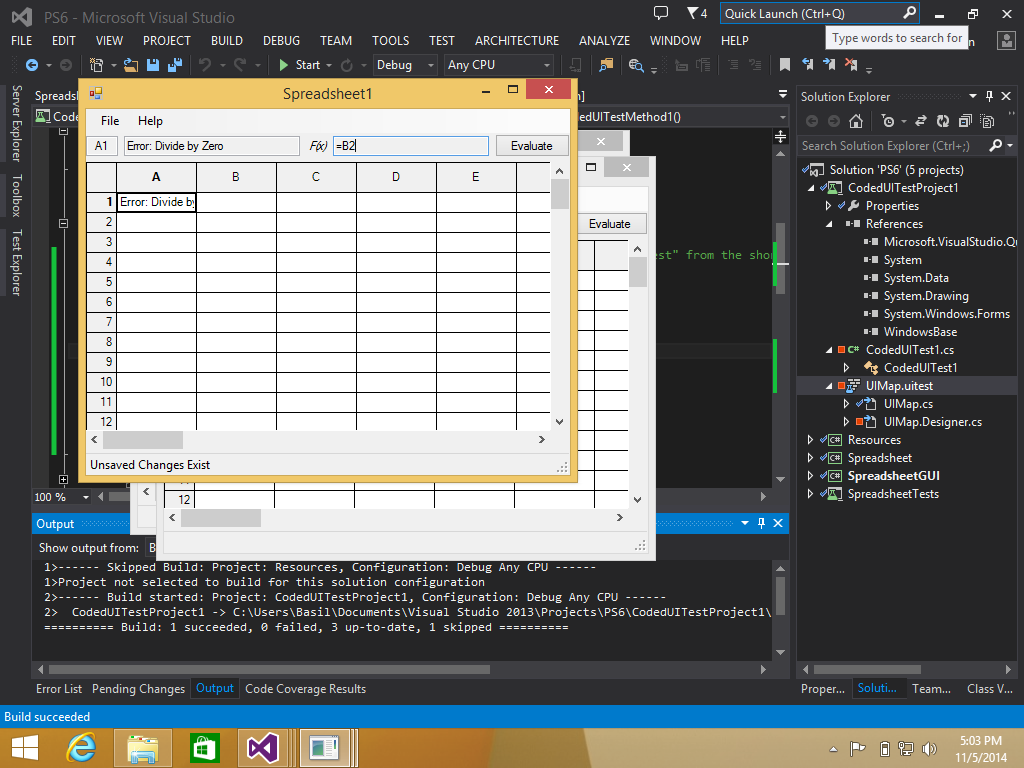 PS6 - Microsoft Visual Studio
4
Quick Launch (Ctrl+Q)
Type words to search for
FILE EDIT VIEW PROJECT BUILD DEBUG TEAM TOOLS TEST ARCHITECTURE ANALYZE WINDOW HELP
Start Debug Any CPU
Server Explorer
Toolbox
Test Explorer
Spreadsheet1
File Help
A1 Error: Divide by Zero F(x) =B2 Evaluate
A B C D E
1 Error: Divide by
2
3
4
5
6
7
8
9
10
11
12
Unsaved Changes Exist
dedUITestMethod1()
Evaluate
est" from the sho
12
100 %
Solution Explorer
Search Solution Explorer (Ctrl+;)
Solution 'PS6' (5 projects)
CodedUITestProject1
Properties
References
Microsoft.VisualStudio.Qu
System
System.Data
System.Drawing
System.Windows.Forms
WindowsBase
C# CodedUITest1.cs
CodedUITest1
UIMap.uitest
UIMap.cs
UIMap.Designer.cs
C# Resources
C# Spreadsheet
C# SpreadsheetGUI
SpreadsheetTests
Output
Show output from: B
1>------ Skipped Build: Project: Resources, Configuration: Debug Any CPU ------
1>Project not selected to build for this solution configuration
2>------ Build started: Project: CodedUITestProject1, Configuration: Debug Any CPU ------
2> CodedUITestProject1 -> C:\Users\Basil\Documents\Visual Studio 2013\Projects\PS6\CodedUITestProject1\
========== Build: 1 succeeded, 0 failed, 3 up-to-date, 1 skipped ==========
Error List Pending Changes Output Code Coverage Results
Proper... Soluti... Team... Class V...
Build succeeded
5:03 PM
11/5/2014